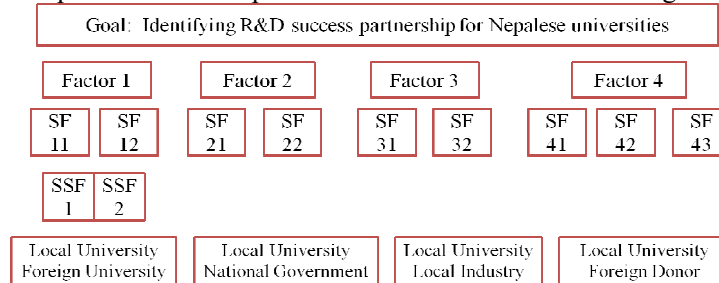 Goal: Identifying R&D success partnership for Nepalese universities
Factor 1 Factor 2 Factor 3 Factor 4
SF SF SF SF SF SF SF SF SF
11 12 21 22 31 32 41 42 43
SSF SSF
1 2
Local University Local University Local University Local University
Foreign University National Government Local Industry Foreign Donor